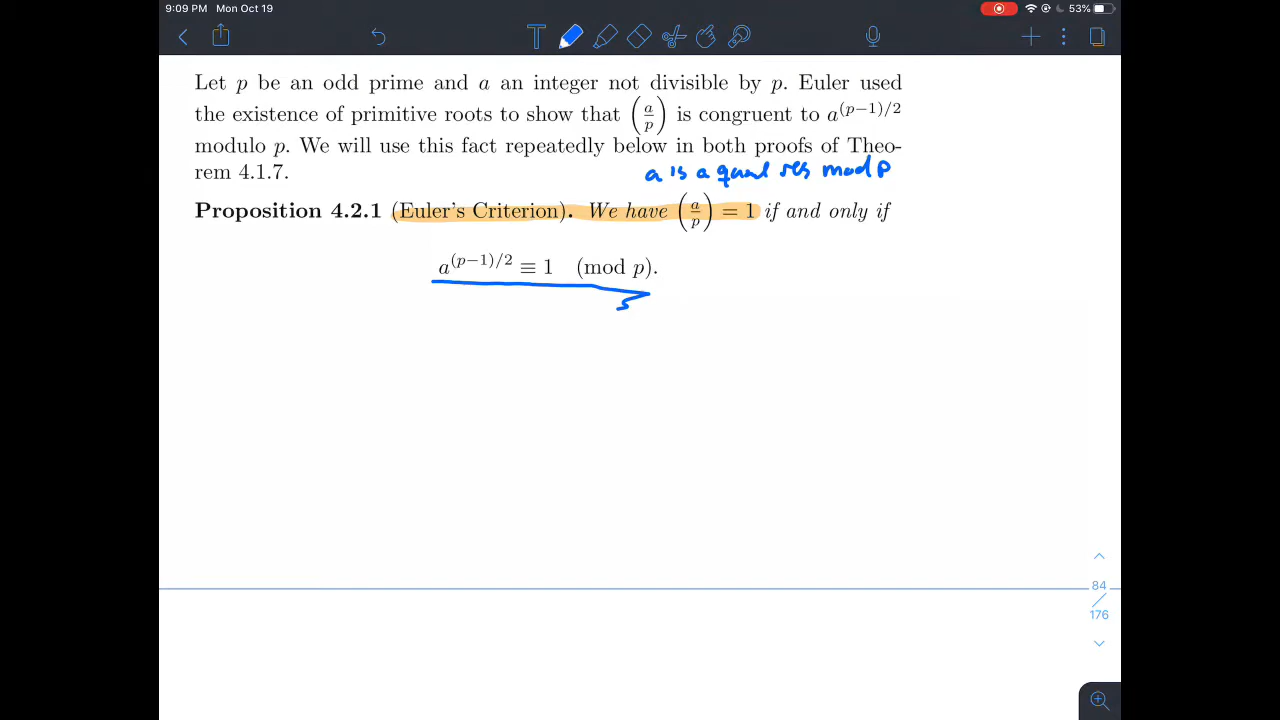 9:09 PM Mon Oct 19 53%
Let p be an odd prime and a an integer not divisible by p. Euler used
the existence of primitive roots to show that (a/p) is congruent to a^{(p−1)/2}
modulo p. We will use this fact repeatedly below in both proofs of Theo-
rem 4.1.7.
a is a quad res mod p
Proposition 4.2.1 (Euler's Criterion). We have (a/p) = 1 if and only if
a^{(p−1)/2} ≡ 1 (mod p).
84
176